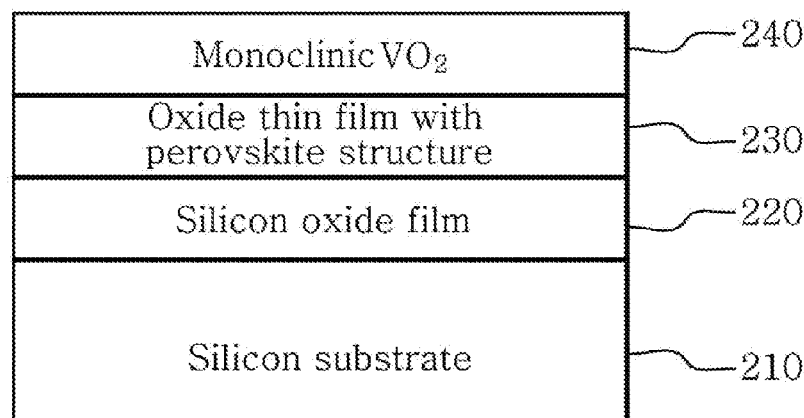 Monoclinic VO₂
240
Oxide thin film with
perovskite structure
230
Silicon oxide film
220
Silicon substrate
210